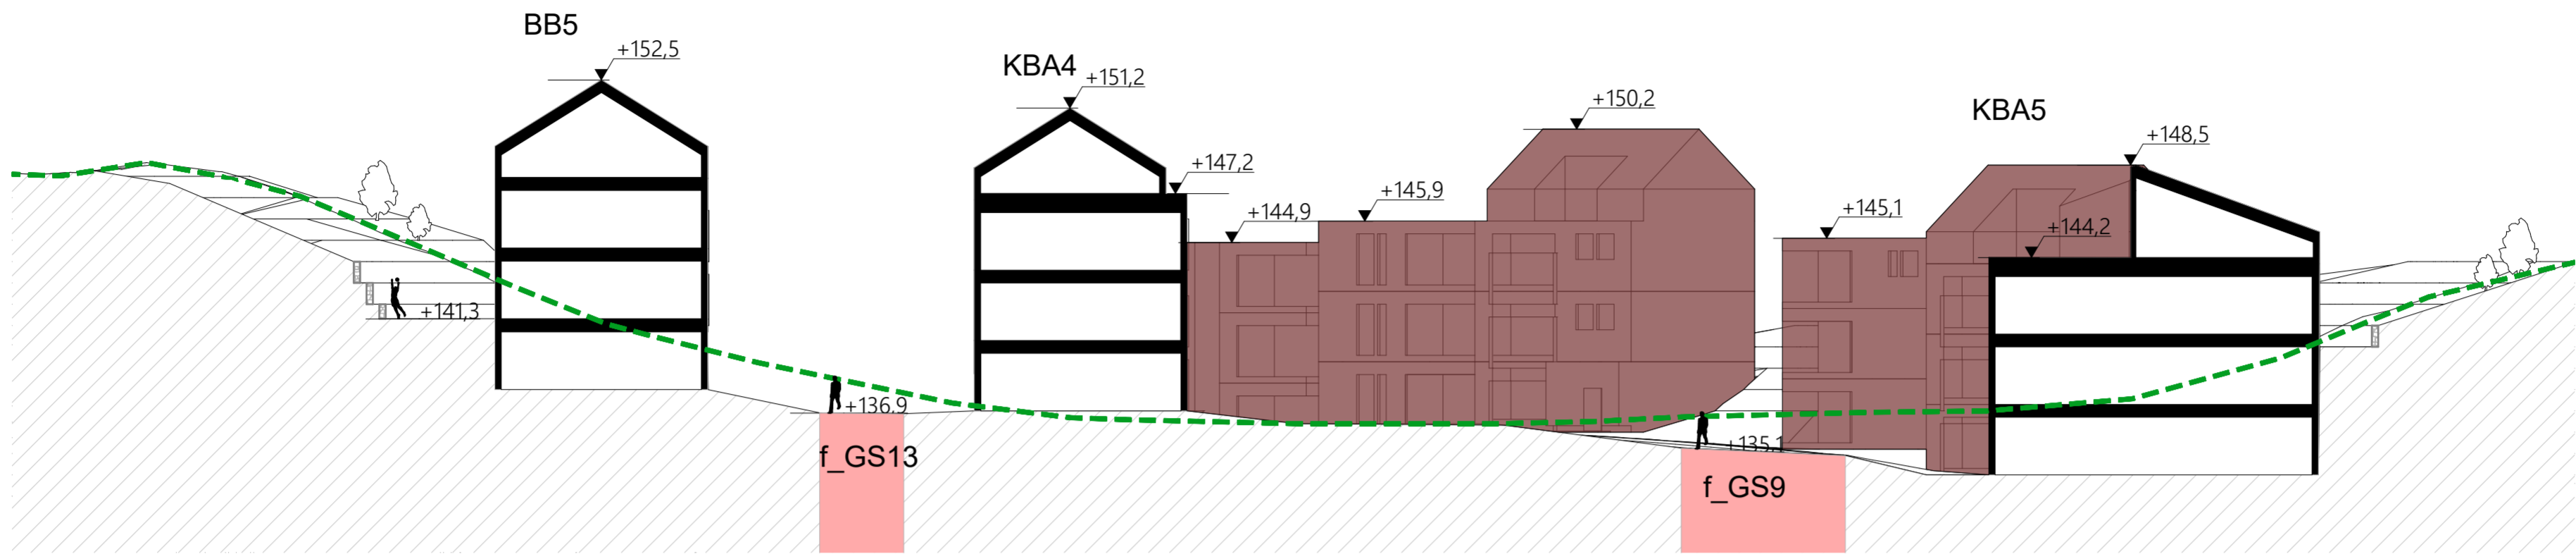 BB5
+152,5
KBA4
+151,2
+150,2
KBA5
+148,5
+147,2
+145,9
+144,9
+145,1
+144,2
+141,3
+136,9
+135,1
f_GS13
f_GS9